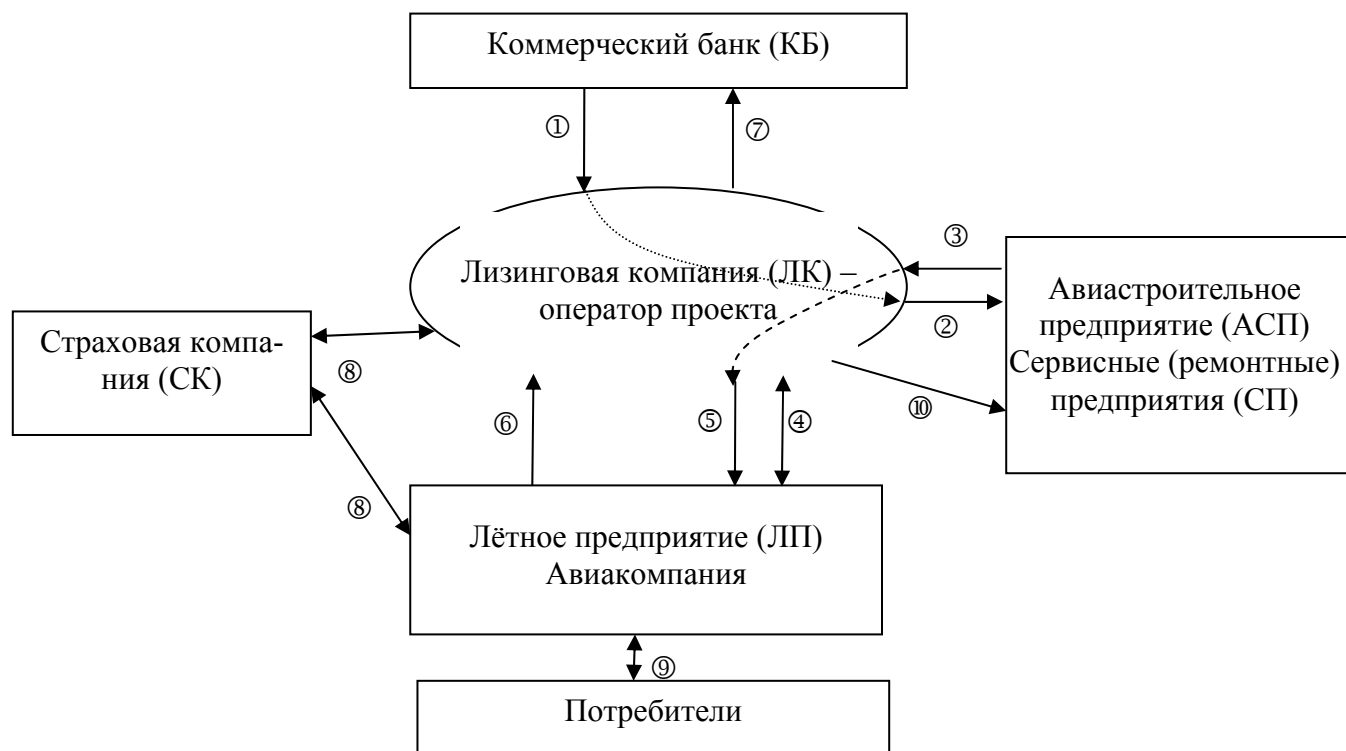 Коммерческий банк (КБ)
①
⑦
③
Лизинговая компания (ЛК) –
оператор проекта
②
Авиастроительное
предприятие (АСП)
Сервисные (ремонтные)
предприятия (СП)
Страховая компа-
ния (СК)
⑧
⑥
⑤
④
⑩
⑧
Лётное предприятие (ЛП)
Авиакомпания
⑨
Потребители